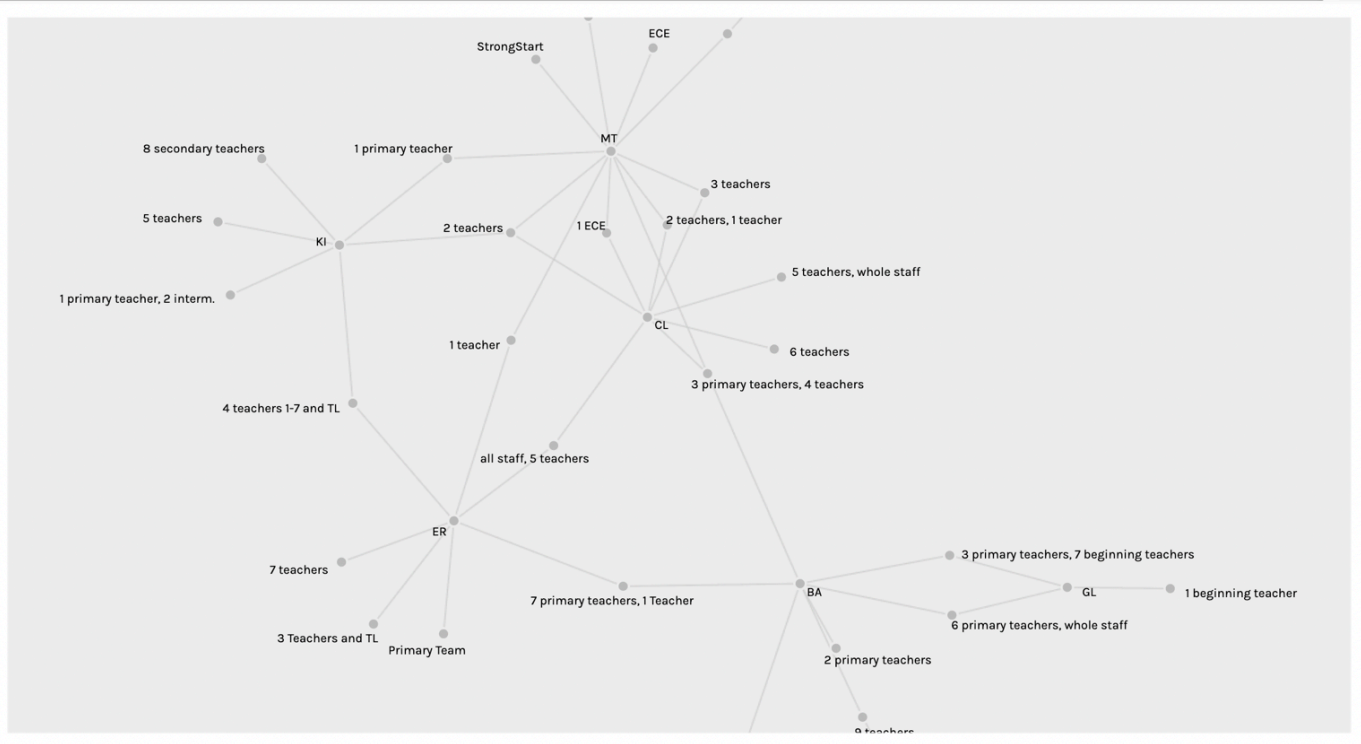 ECE
StrongStart
MT
8 secondary teachers
1 primary teacher
3 teachers
5 teachers
2 teachers
1 ECE
2 teachers, 1 teacher
KI
5 teachers, whole staff
1 primary teacher, 2 interm.
CL
1 teacher
6 teachers
3 primary teachers, 4 teachers
4 teachers 1-7 and TL
all staff, 5 teachers
ER
3 primary teachers, 7 beginning teachers
7 teachers
BA
GL
1 beginning teacher
7 primary teachers, 1 Teacher
6 primary teachers, whole staff
3 Teachers and TL
Primary Team
2 primary teachers
9 teachers